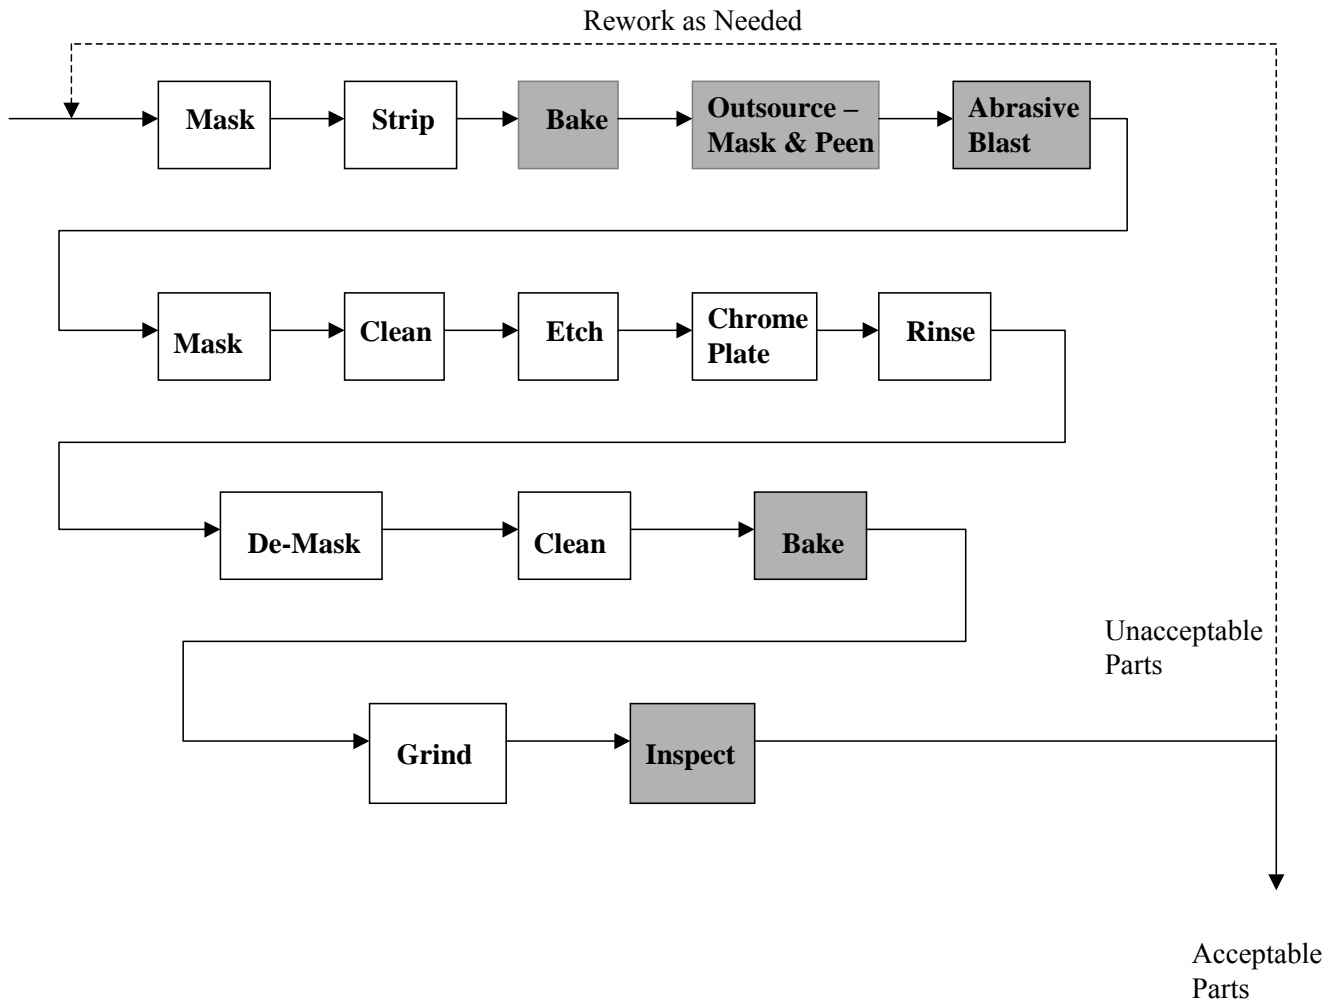 Rework as Needed
Mask
Strip
Bake
Outsource –
Mask & Peen
Abrasive
Blast
Mask
Clean
Etch
Chrome
Plate
Rinse
De-Mask
Clean
Bake
Unacceptable
Parts
Grind
Inspect
Acceptable
Parts